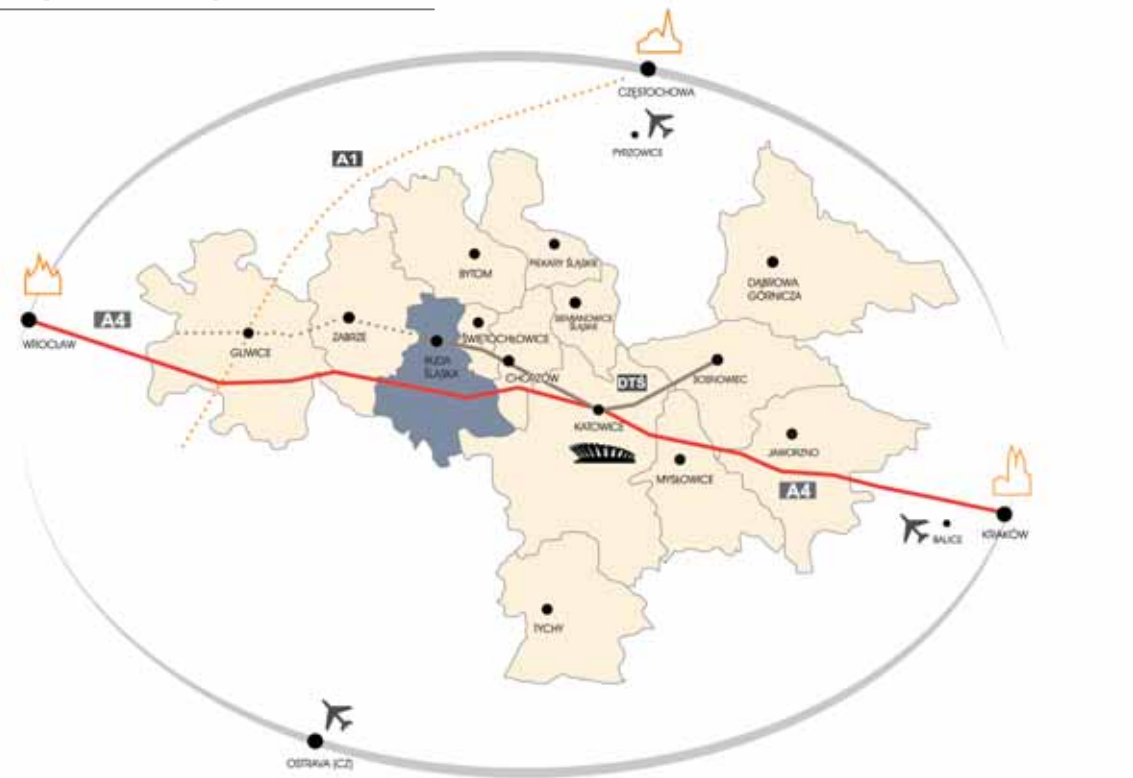 CZĘSTOCHOWA
PYRZOWICE
A1
BYTOM
PIEKARY ŚLĄSKIE
DĄBROWA
GÓRNICZA
SIEMIANOWICE
ŚLĄSKIE
A4
WROCŁAW
GLIWICE
ZABRZE
RUDA
ŚLĄSKA
ŚWIĘTOCHŁOWICE
CHORZÓW
DTŚ
SOSNOWIEC
KATOWICE
JAWORZNO
MYSŁOWICE
A4
BALICE
KRAKÓW
TYCHY
OSTRAVA (CZ)